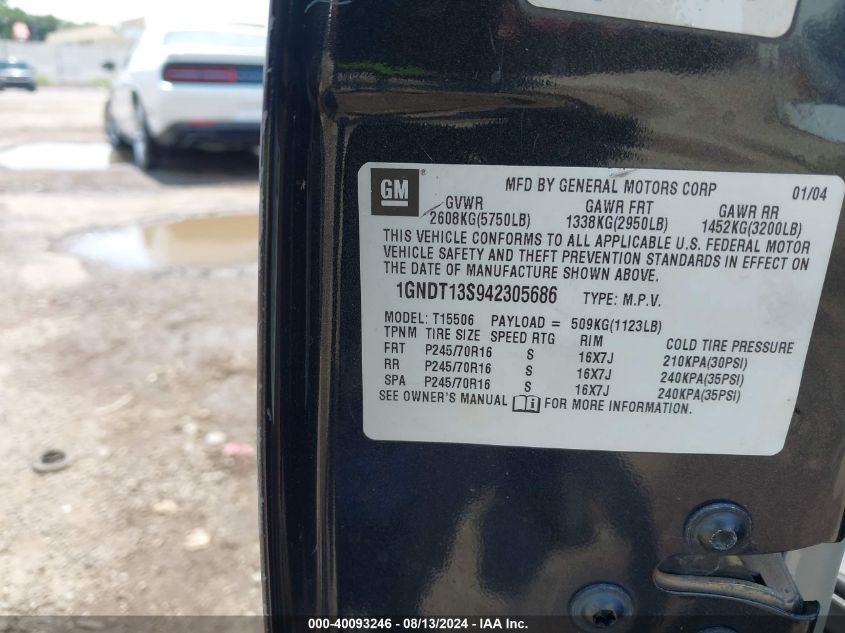 GM
MFD BY GENERAL MOTORS CORP 01/04
GVWR GAWR FRT GAWR RR
2608KG(5750LB) 1338KG(2950LB) 1452KG(3200LB)
THIS VEHICLE CONFORMS TO ALL APPLICABLE U.S. FEDERAL MOTOR
VEHICLE SAFETY AND THEFT PREVENTION STANDARDS IN EFFECT ON
THE DATE OF MANUFACTURE SHOWN ABOVE.
1GNDT13S942305686 TYPE: M.P.V.
MODEL: T15506 PAYLOAD = 509KG(1123LB)
TPNM TIRE SIZE SPEED RTG RIM COLD TIRE PRESSURE
FRT P245/70R16 S 16X7J 210KPA(30PSI)
RR P245/70R16 S 16X7J 240KPA(35PSI)
SPA P245/70R16 S 16X7J 240KPA(35PSI)
SEE OWNER'S MANUAL FOR MORE INFORMATION.
000-40093246 - 08/13/2024 - IAA Inc.